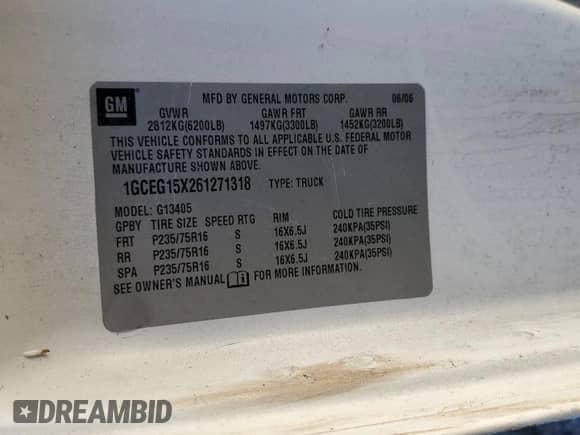 GM
MFD BY GENERAL MOTORS CORP. 06/06
GVWR GAWR FRT GAWR RR
2812KG(6200LB) 1497KG(3300LB) 1452KG(3200LB)
THIS VEHICLE CONFORMS TO ALL APPLICABLE U.S. FEDERAL MOTOR
VEHICLE SAFETY STANDARDS IN EFFECT ON THE DATE OF
MANUFACTURE SHOWN ABOVE.
1GCEG15X261271318 TYPE: TRUCK
MODEL: G13405
GPBY TIRE SIZE SPEED RTG RIM COLD TIRE PRESSURE
FRT P235/75R16 S 16X6.5J 240KPA(35PSI)
RR P235/75R16 S 16X6.5J 240KPA(35PSI)
SPA P235/75R16 S 16X6.5J 240KPA(35PSI)
SEE OWNER'S MANUAL FOR MORE INFORMATION.
DREAMBID